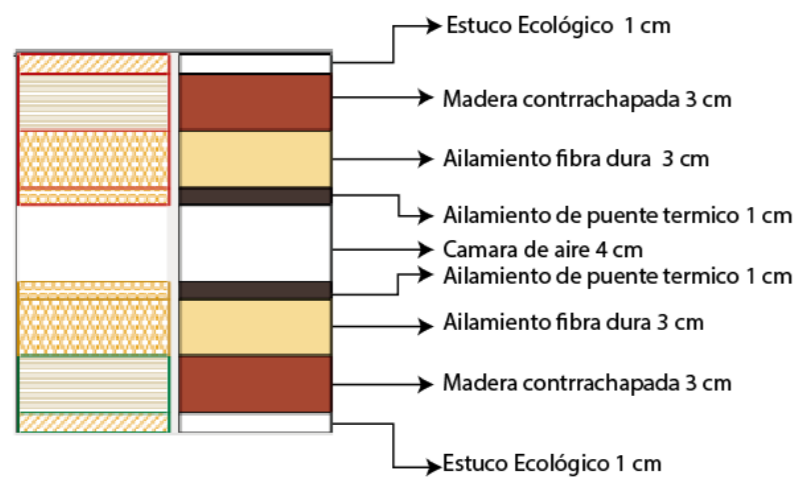 Estuco Ecológico 1 cm
Madera contrrachapada 3 cm
Ailamiento fibra dura 3 cm
Ailamiento de puente termico 1 cm
Camara de aire 4 cm
Ailamiento de puente termico 1 cm
Ailamiento fibra dura 3 cm
Madera contrrachapada 3 cm
Estuco Ecológico 1 cm